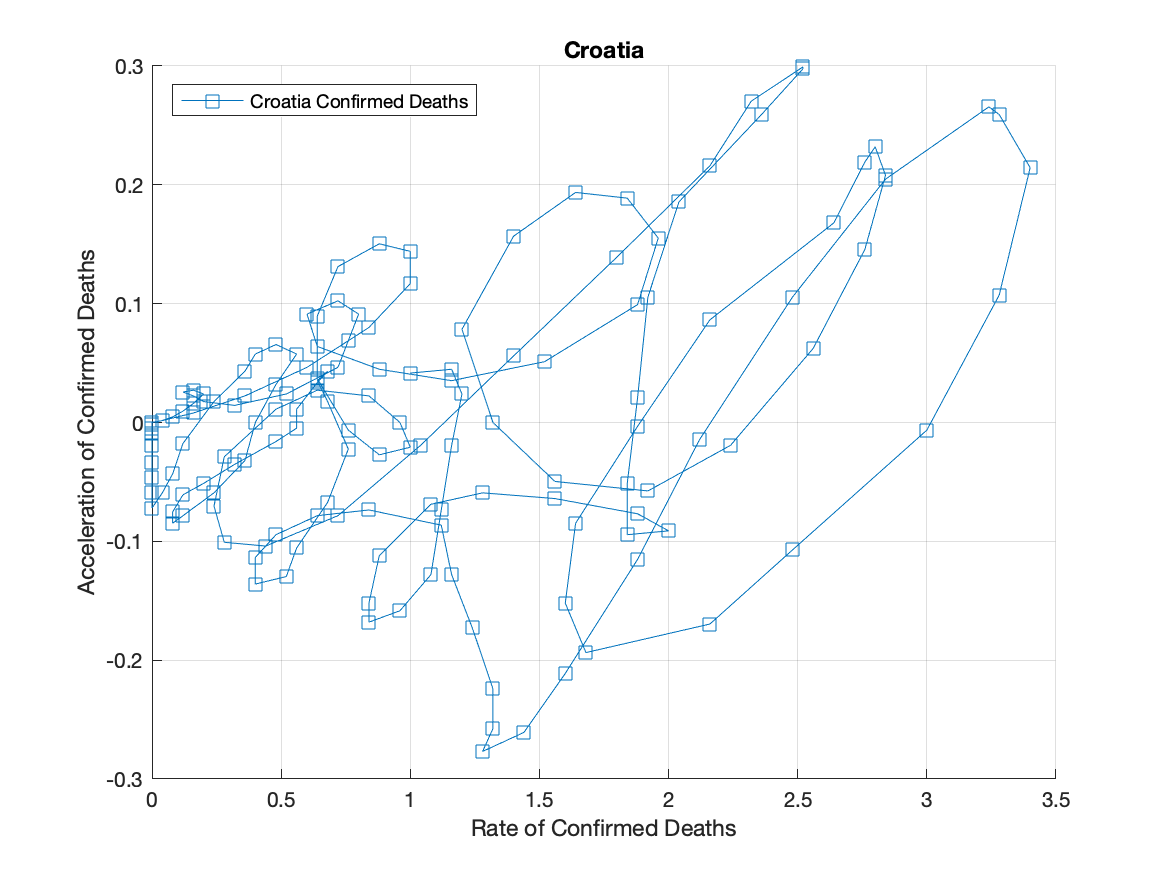 Croatia
Croatia Confirmed Deaths
0.3
0.2
0.1
0
-0.1
-0.2
-0.3
Acceleration of Confirmed Deaths
0 0.5 1 1.5 2 2.5 3 3.5
Rate of Confirmed Deaths